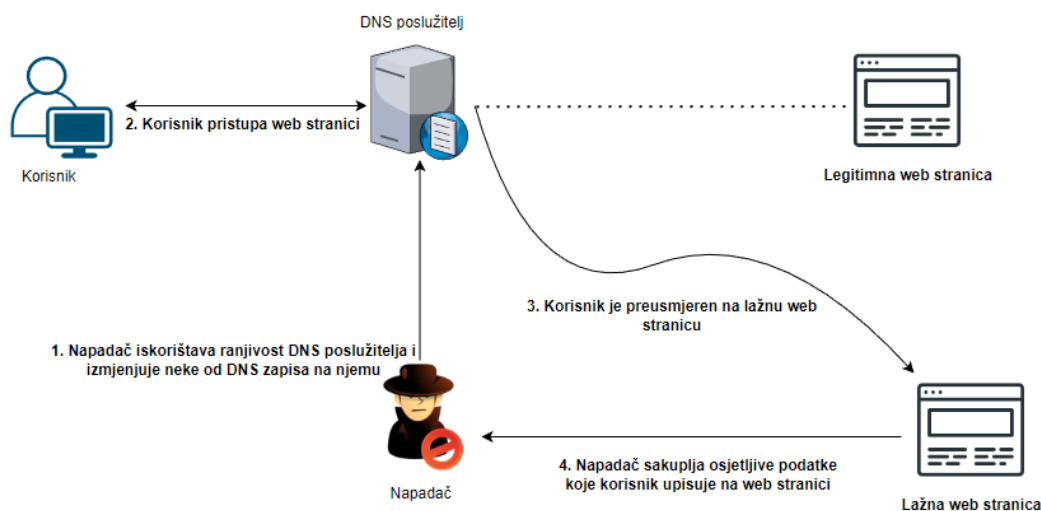 DNS poslužitelj
2. Korisnik pristupa web stranici
Korisnik
Legitimna web stranica
3. Korisnik je preusmjeren na lažnu web
stranicu
1. Napadač iskorištava ranjivost DNS poslužitelja i
izmjenjuje neke od DNS zapisa na njemu
4. Napadač sakuplja osjetljive podatke
koje korisnik upisuje na web stranici
Napadač
Lažna web stranica